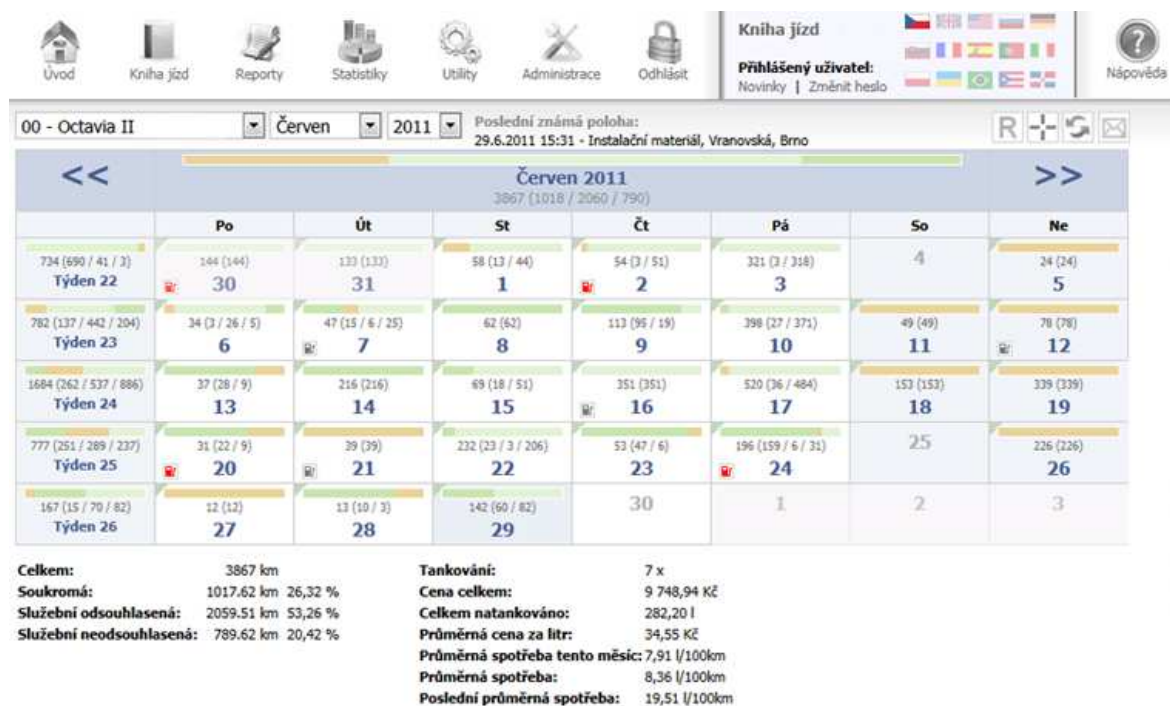 Kniha jízd
Úvod Kniha jízd Reporty Statistiky Utility Administrace Odhlásit
Přihlášený uživatel:
Novinky | Změnit heslo
Nápověda
00 - Octavia II Červen 2011
Poslední známá poloha:
29.6.2011 15:31 - Instalační materiál, Vranovská, Brno
R
<< Červen 2011 >>
3867 (1018 / 2060 / 790)
Po Út St Čt Pá So Ne
734 (690 / 41 / 3) 144 (144) 133 (133) 58 (13 / 44) 54 (3 / 51) 321 (3 / 318) 24 (24)
Týden 22 30 31 1 2 3 4 5
782 (137 / 442 / 204) 34 (3 / 26 / 5) 47 (15 / 6 / 25) 62 (62) 113 (95 / 19) 398 (27 / 371) 49 (49) 78 (78)
Týden 23 6 7 8 9 10 11 12
1684 (262 / 537 / 886) 37 (28 / 9) 216 (216) 69 (18 / 51) 351 (351) 520 (36 / 484) 153 (153) 339 (339)
Týden 24 13 14 15 16 17 18 19
777 (251 / 289 / 237) 31 (22 / 9) 39 (39) 232 (23 / 3 / 206) 53 (47 / 6) 196 (159 / 6 / 31) 226 (226)
Týden 25 20 21 22 23 24 25 26
167 (15 / 70 / 82) 12 (12) 13 (10 / 3) 142 (60 / 82)
Týden 26 27 28 29 30 1 2 3
Celkem: 3867 km
Soukromá: 1017.62 km 26,32 %
Služební odsouhlasená: 2059.51 km 53,26 %
Služební neodsouhlasená: 789.62 km 20,42 %
Tankování: 7 x
Cena celkem: 9 748,94 Kč
Celkem natankováno: 282,20 l
Průměrná cena za litr: 34,55 Kč
Průměrná spotřeba tento měsíc: 7,91 l/100km
Průměrná spotřeba: 8,36 l/100km
Poslední průměrná spotřeba: 19,51 l/100km